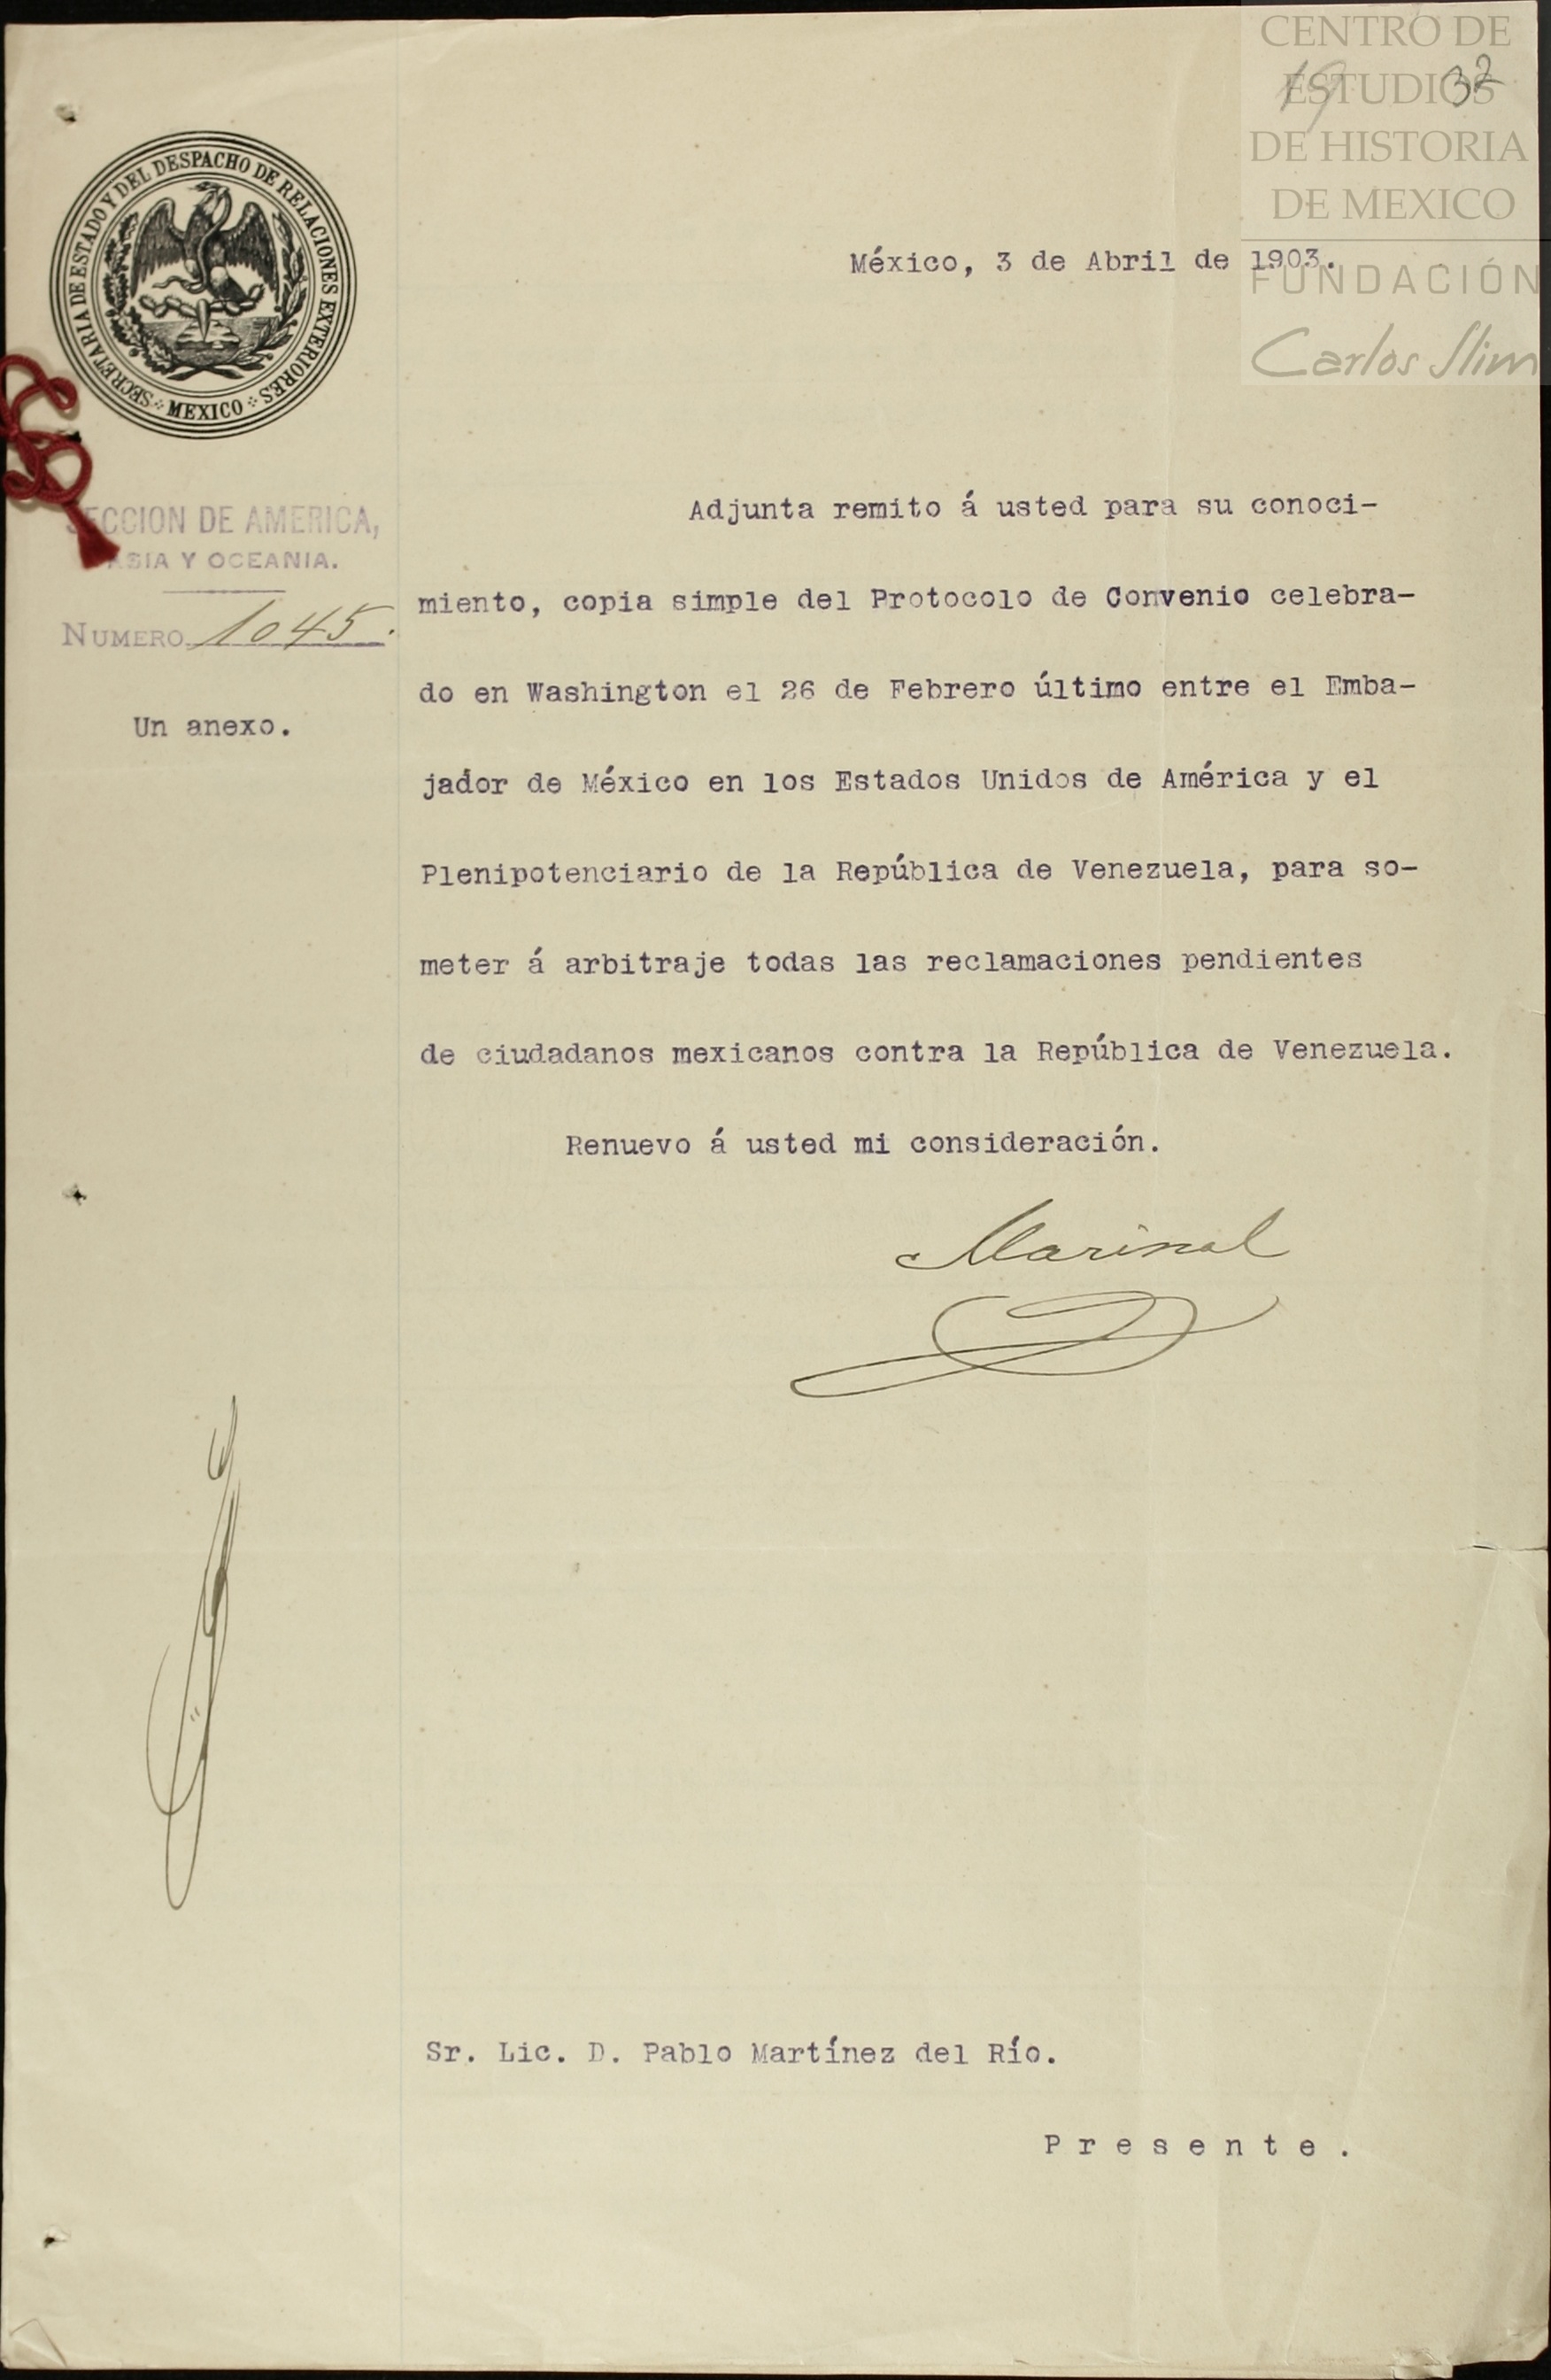 CENTRO DE
ESTUDIOS
DE HISTORIA
DE MEXICO
FUNDACIÓN
Carlos Slim
19 32
SECRETARIA DE ESTADO Y DEL DESPACHO DE RELACIONES EXTERIORES
MEXICO
México, 3 de Abril de 1903.
SECCION DE AMERICA,
ASIA Y OCEANIA.
NUMERO 1045.
Un anexo.
Adjunta remito á usted para su conoci-
miento, copia simple del Protocolo de Convenio celebra-
do en Washington el 26 de Febrero último entre el Emba-
jador de México en los Estados Unidos de América y el
Plenipotenciario de la República de Venezuela, para so-
meter á arbitraje todas las reclamaciones pendientes
de ciudadanos mexicanos contra la República de Venezuela.
Renuevo á usted mi consideración.
Mariscal
Sr. Lic. D. Pablo Martínez del Río.
Presente.